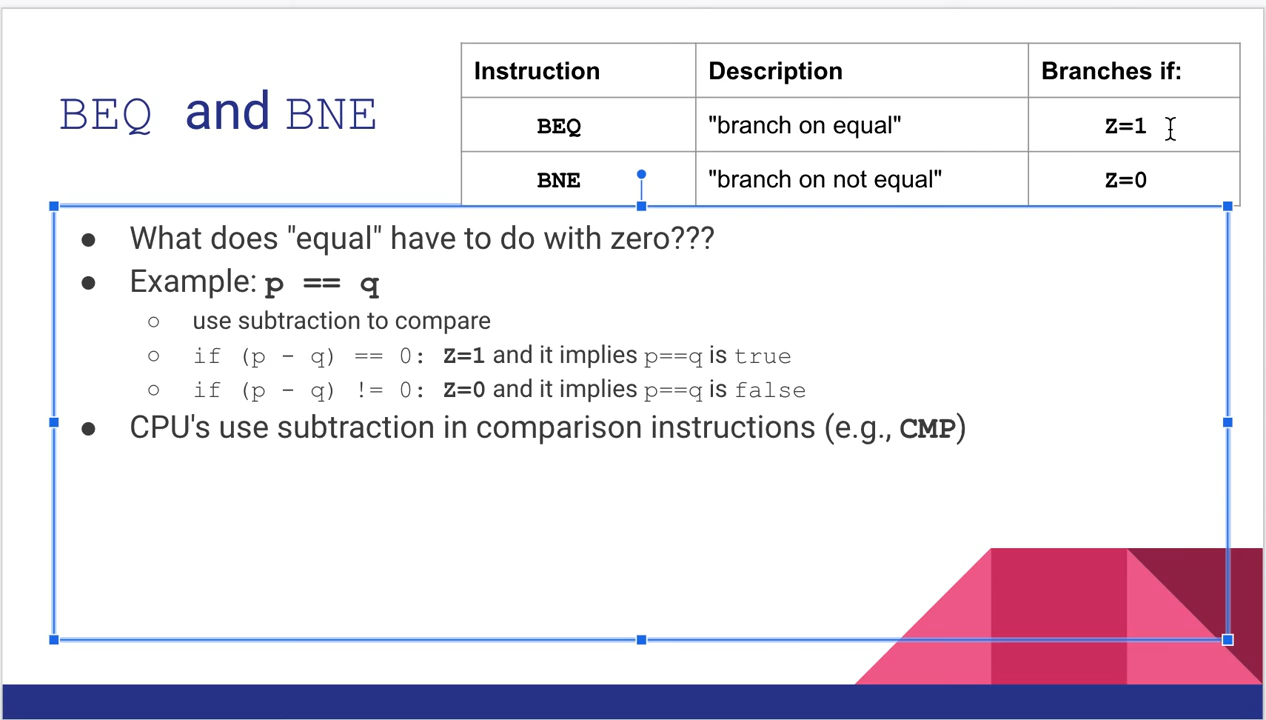 BEQ and BNE
Instruction Description Branches if:
BEQ "branch on equal" Z=1
BNE "branch on not equal" Z=0
● What does "equal" have to do with zero???
● Example: p == q
○ use subtraction to compare
○ if (p - q) == 0: Z=1 and it implies p==q is true
○ if (p - q) != 0: Z=0 and it implies p==q is false
● CPU's use subtraction in comparison instructions (e.g., CMP)